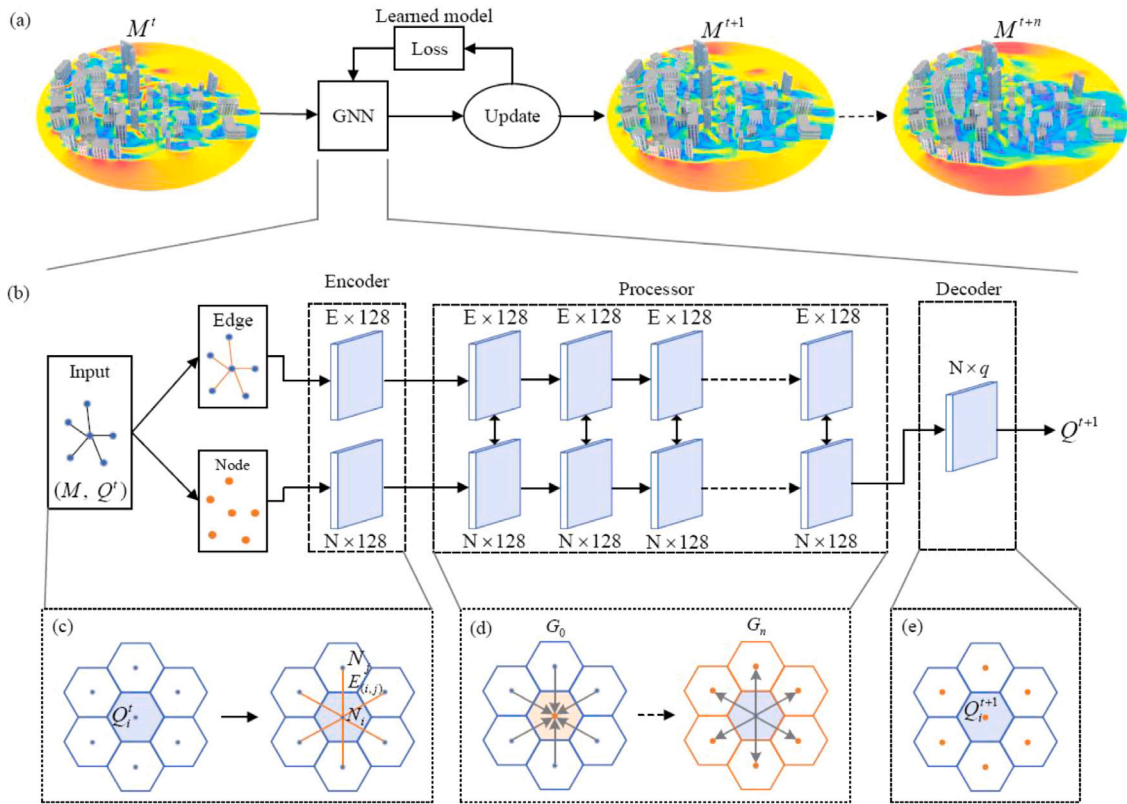 (a)
M^t
Learned model
Loss
GNN
Update
M^{t+1}
M^{t+n}
(b)
Encoder
Processor
Decoder
Input
(M, Q^t)
Edge
Node
E × 128
E × 128 E × 128 E × 128
E × 128
N × 128
N × 128 N × 128 N × 128
N × 128
N × q
Q^{t+1}
(c)
Q_i^t
N_j
E_{(i,j)}
N_i
(d)
G_0
G_n
(e)
Q_i^{t+1}